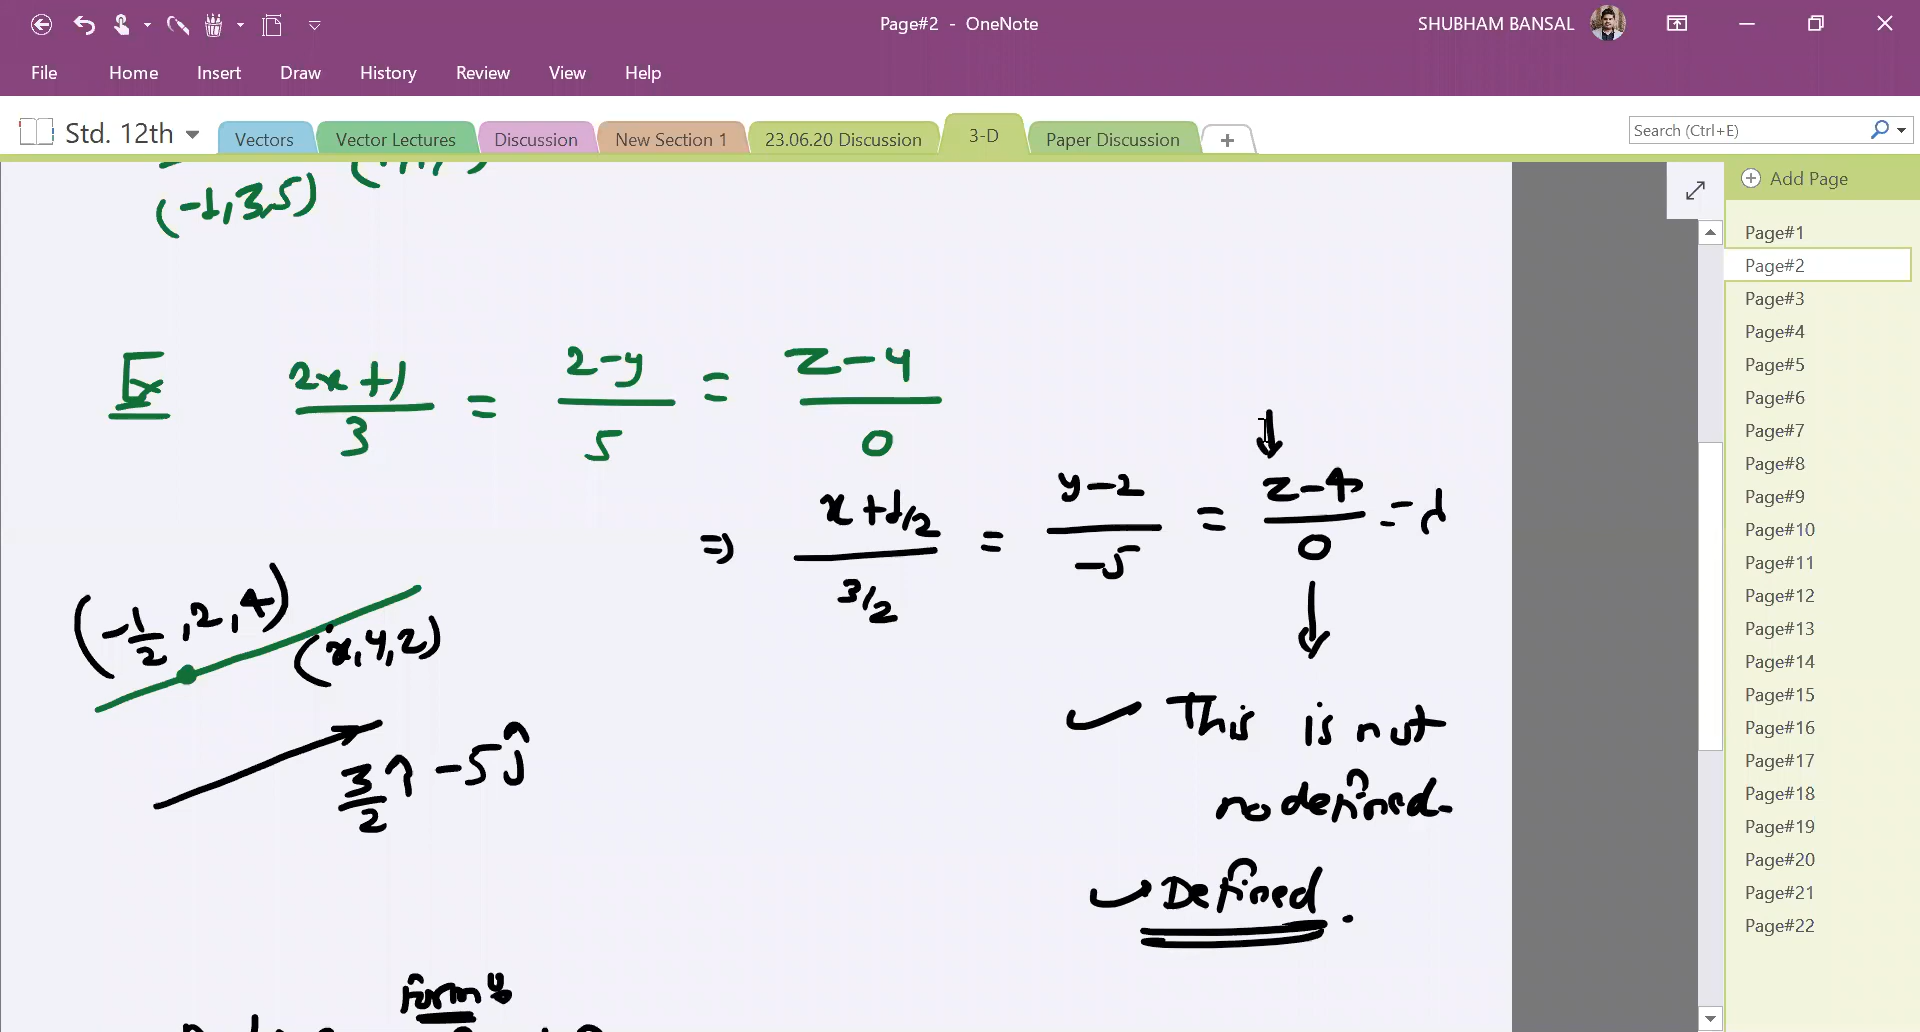 Page#2 - OneNote
SHUBHAM BANSAL
File Home Insert Draw History Review View Help
Std. 12th
Vectors Vector Lectures Discussion New Section 1 23.06.20 Discussion 3-D Paper Discussion +
Search (Ctrl+E)
Add Page
Page#1
Page#2
Page#3
Page#4
Page#5
Page#6
Page#7
Page#8
Page#9
Page#10
Page#11
Page#12
Page#13
Page#14
Page#15
Page#16
Page#17
Page#18
Page#19
Page#20
Page#21
Page#22
(-1,3,5)
Ex (2x+1)/3 = (2-y)/5 = (z-4)/0
⇒ (x+1/2)/(3/2) = (y-2)/-5 = (z-4)/0 = λ
(-1/2, 2, 4)
(x, y, z)
3/2 î - 5ĵ
This is not
no defined.
Defined.
Form